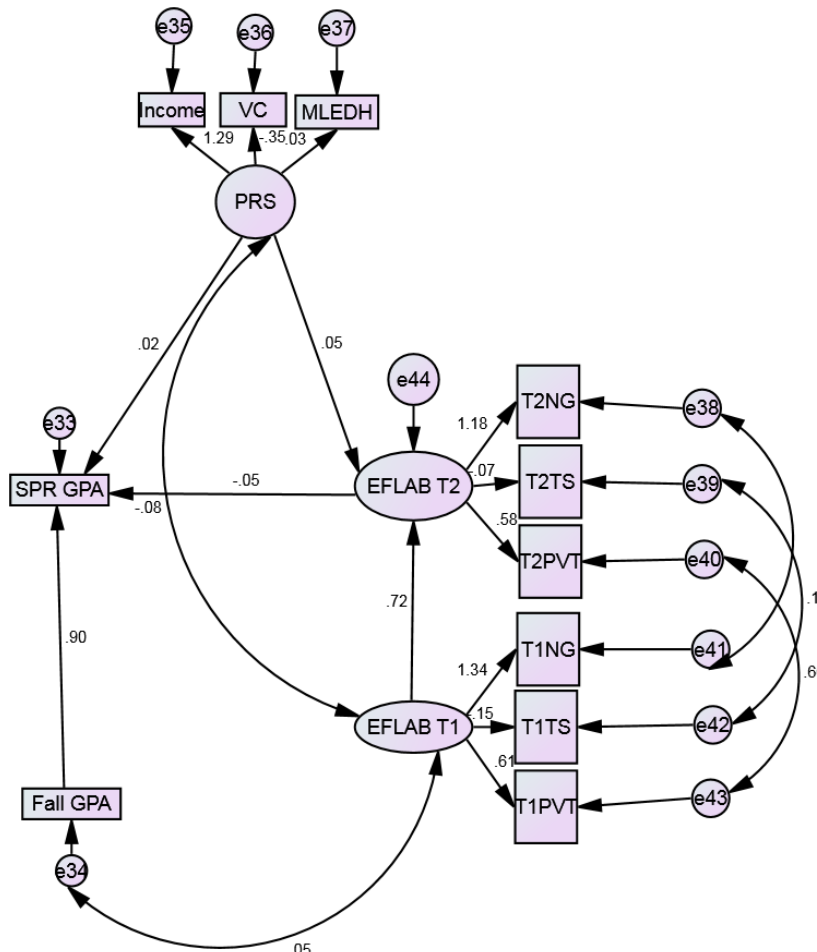 e35
e36
e37
Income
VC
MLEDH
1.29
-.35
.03
PRS
.02
.05
e44
T2NG
e38
1.18
e33
SPR GPA
-.05
EFLAB T2
-.07
T2TS
e39
-.08
.58
T2PVT
e40
.72
.1
.90
T1NG
e41
1.34
.6
EFLAB T1
-.15
T1TS
e42
.61
T1PVT
e43
Fall GPA
e34
.05